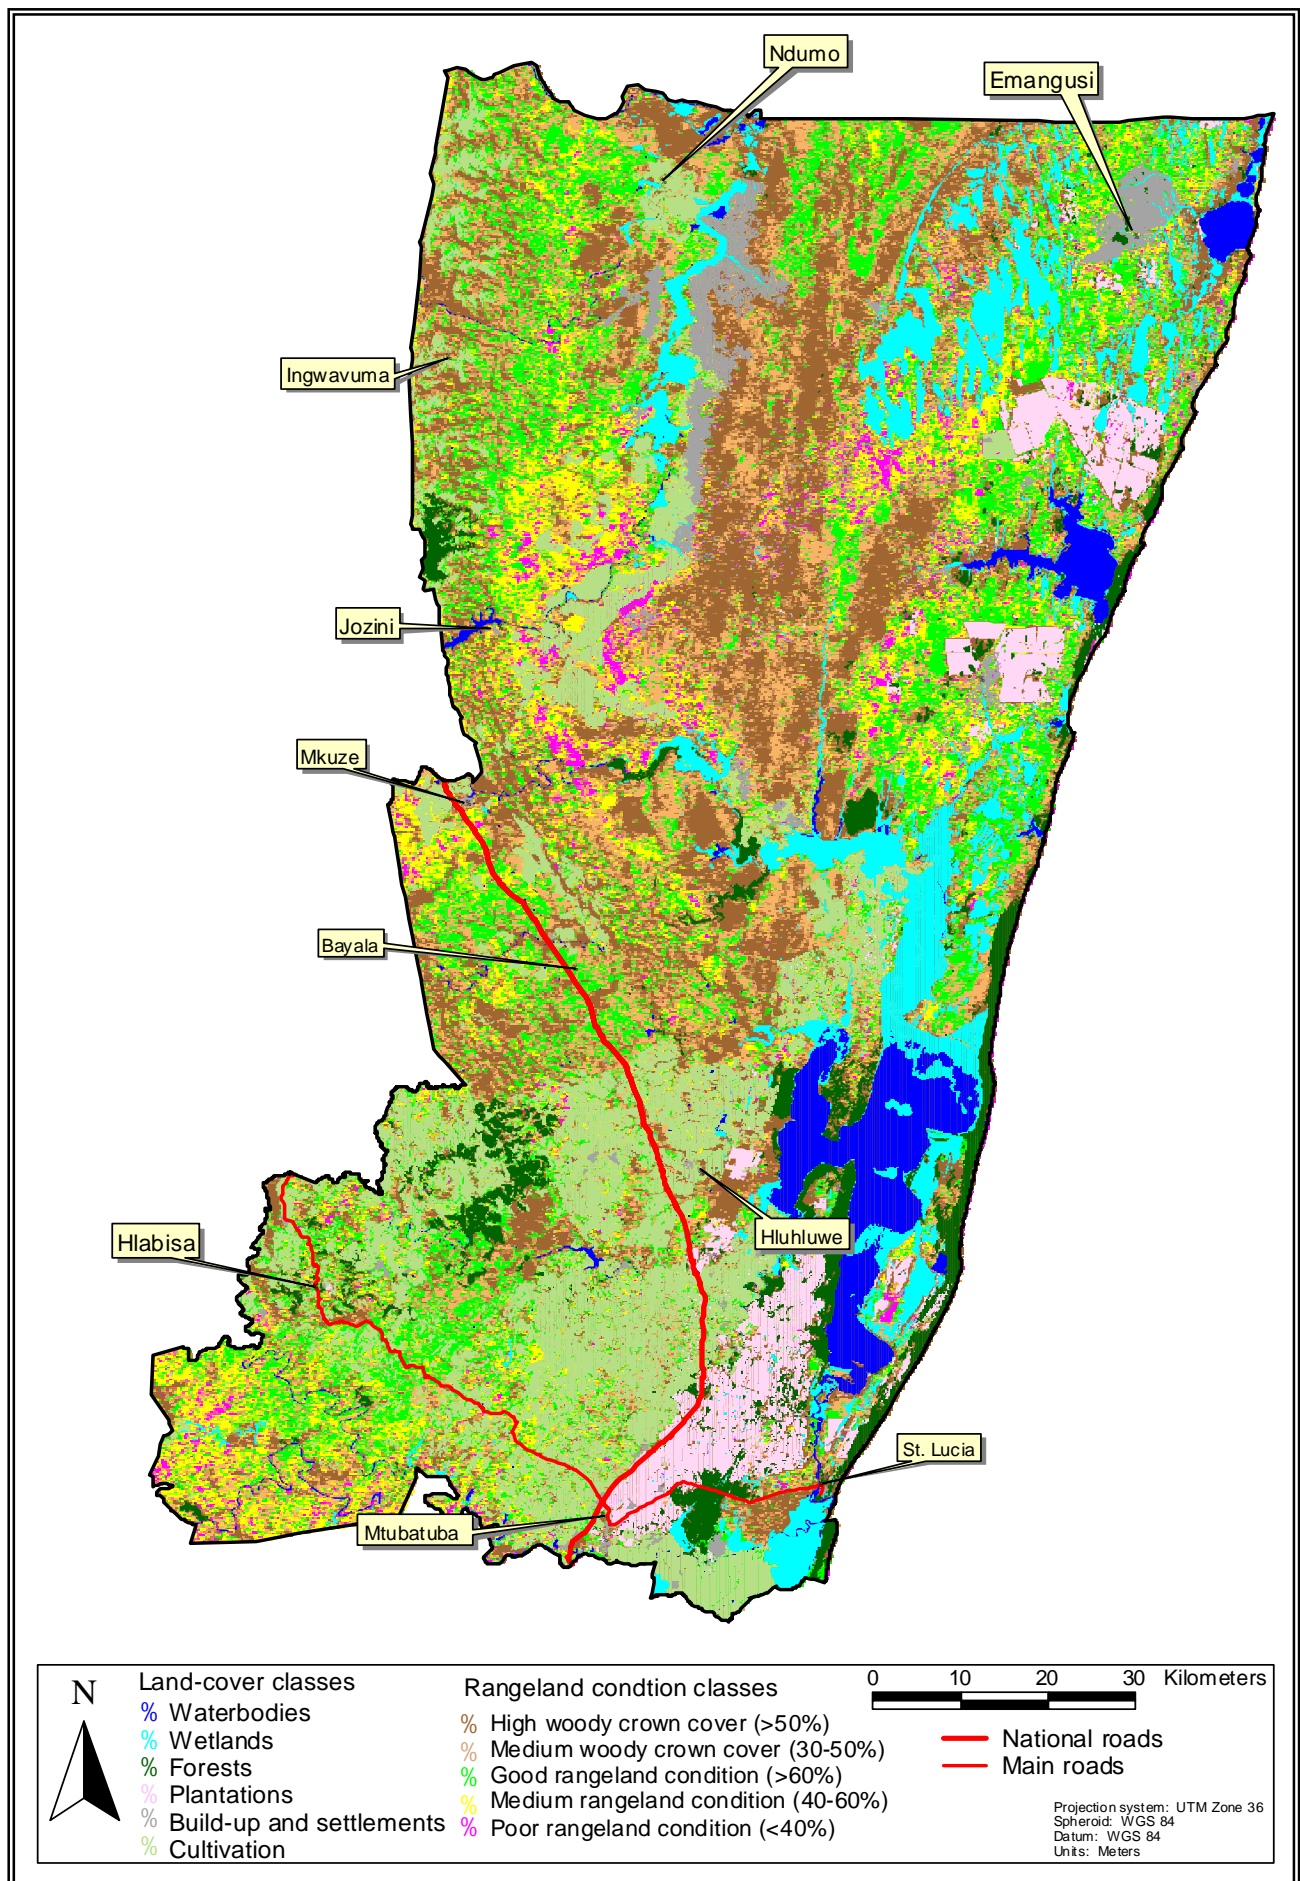 Ndumo
Emangusi
Ingwavuma
Jozini
Mkuze
Bayala
Hlabisa
Hluhluwe
St. Lucia
Mtubatuba
N
Land-cover classes
% Waterbodies
% Wetlands
% Forests
% Plantations
% Build-up and settlements
% Cultivation
Rangeland condtion classes
% High woody crown cover (>50%)
% Medium woody crown cover (30-50%)
% Good rangeland condition (>60%)
% Medium rangeland condition (40-60%)
% Poor rangeland condition (<40%)
0 10 20 30 Kilometers
National roads
Main roads
Projection system: UTM Zone 36
Spheroid: WGS 84
Datum: WGS 84
Units: Meters